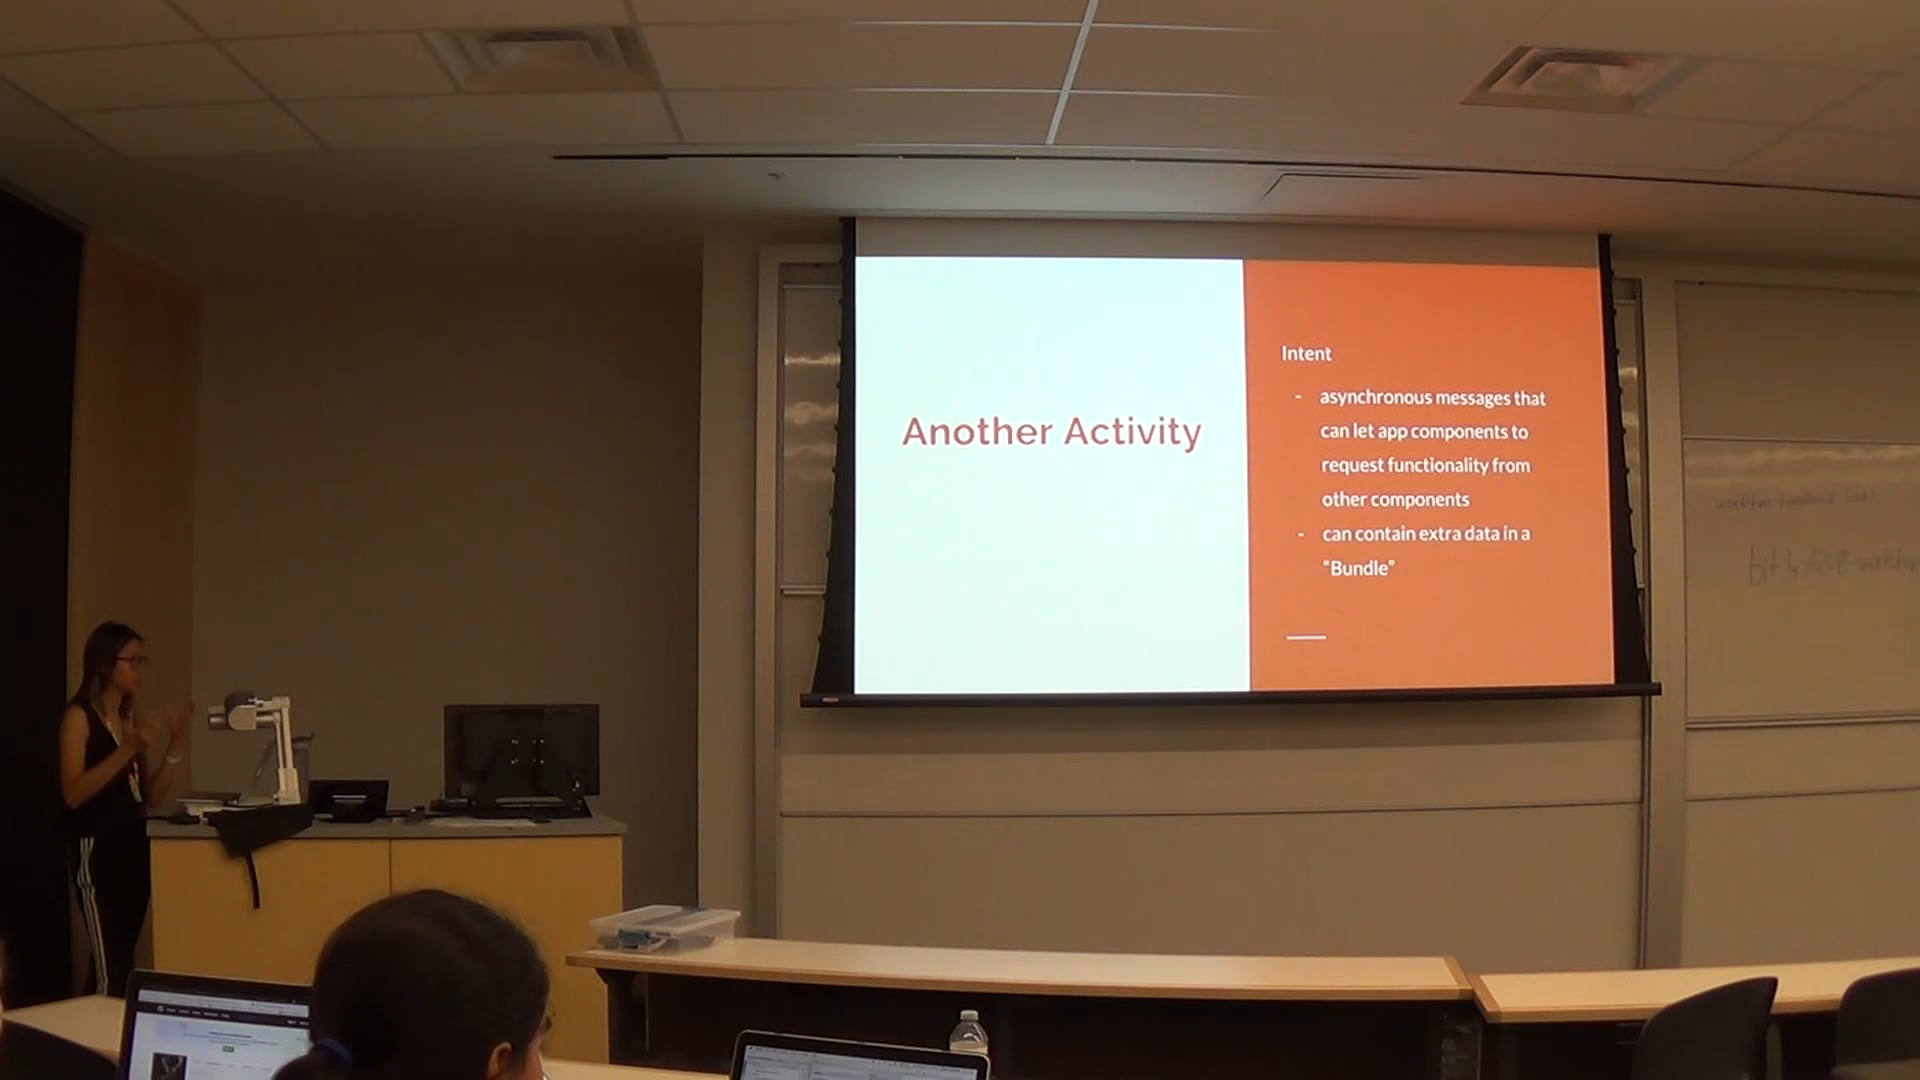 Another Activity
Intent
- asynchronous messages that
can let app components to
request functionality from
other components
- can contain extra data in a
“Bundle”